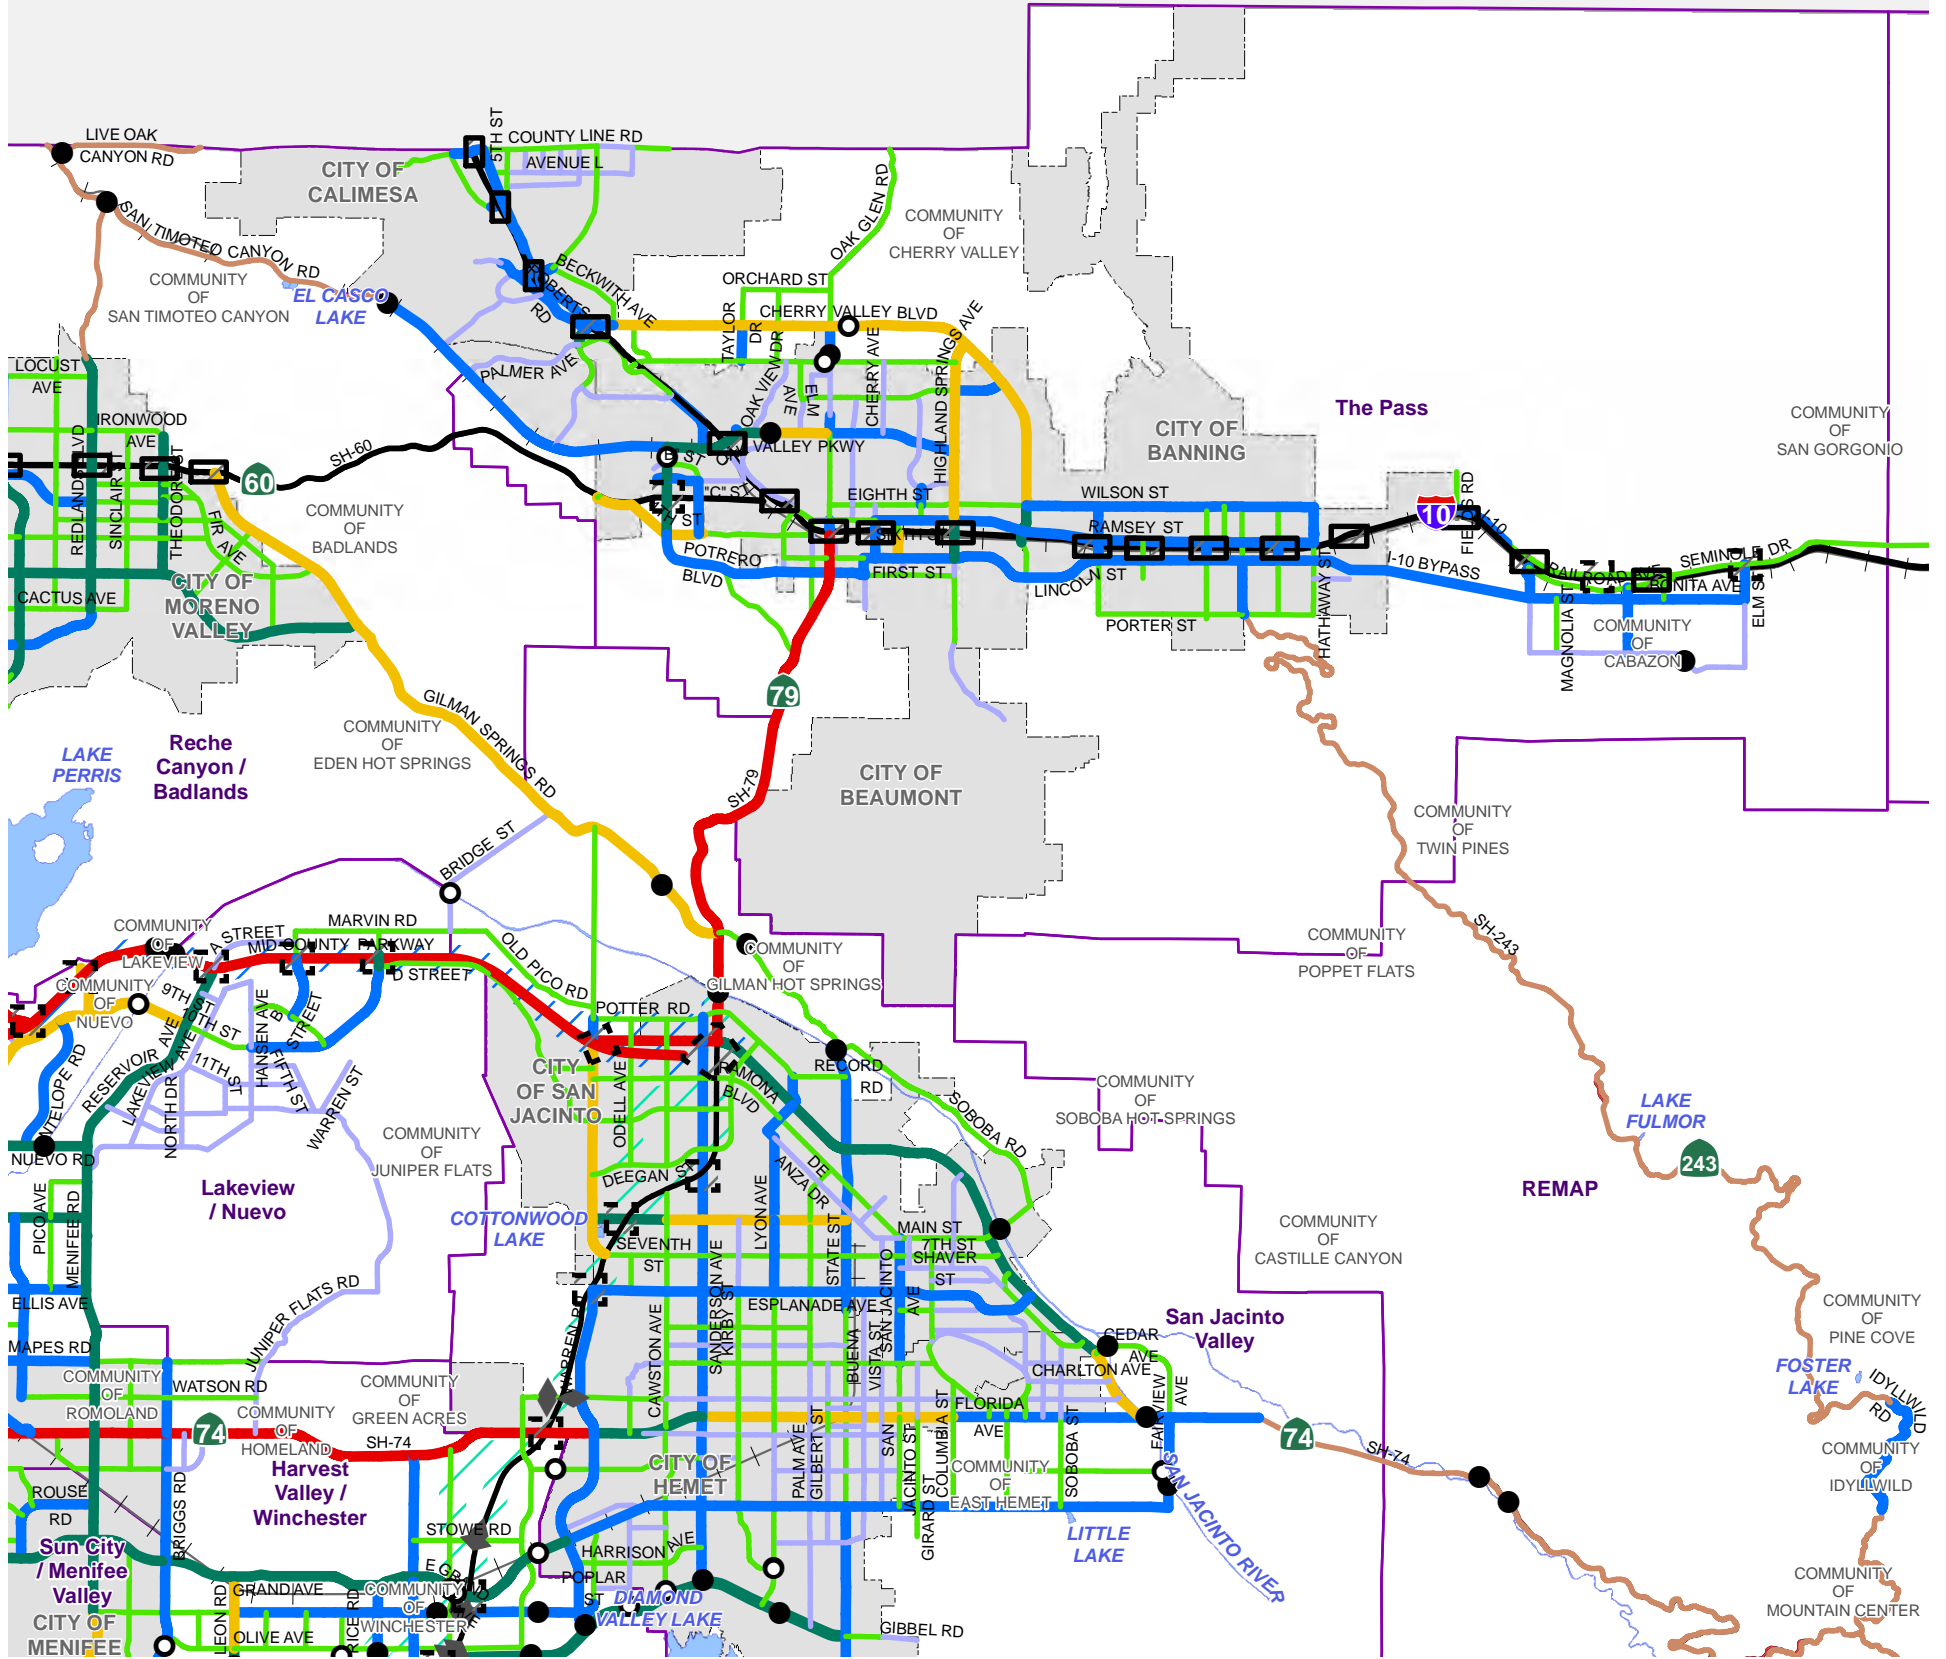 LIVE OAK
CANYON RD
5TH ST
COUNTY LINE RD
AVENUE L
CITY OF
CALIMESA
SAN TIMOTEO CANYON RD
COMMUNITY
OF
SAN TIMOTEO CANYON
EL CASCO
LAKE
BECKWITH AVE
ROBERTS
RD
OAK GLEN RD
COMMUNITY
OF
CHERRY VALLEY
ORCHARD ST
TAYLOR
DR
CHERRY VALLEY BLVD
PALMER AVE
OAK VIEW DR
ELM
AVE
CHERRY AVE
HIGHLAND SPRINGS AVE
VALLEY PKWY
LOCUST
AVE
IRONWOOD
AVE
REDLANDS BLVD
SINCLAIR ST
THEODORE ST
SH-60
60
FIR AVE
COMMUNITY
OF
BADLANDS
CACTUS AVE
CITY OF
MORENO
VALLEY
"C" ST
EIGHTH ST
SIXTH ST
POTRERO
BLVD
FIRST ST
The Pass
CITY OF
BANNING
COMMUNITY
OF
SAN GORGONIO
WILSON ST
RAMSEY ST
LINCOLN ST
PORTER ST
HATHAWAY ST
10
FIELDS RD
I-10
I-10 BYPASS
SEMINOLE DR
RAILROAD AVE
BONITA AVE
MAGNOLIA ST
ELM ST
COMMUNITY
OF
CABAZON
79
SH-79
GILMAN SPRINGS RD
COMMUNITY
OF
EDEN HOT SPRINGS
LAKE
PERRIS
Reche
Canyon /
Badlands
CITY OF
BEAUMONT
COMMUNITY
OF
TWIN PINES
BRIDGE ST
COMMUNITY
OF
LAKEVIEW
A STREET
MARVIN RD
MID-COUNTY PARKWAY
D STREET
OLD PICO RD
COMMUNITY
OF
GILMAN HOT SPRINGS
COMMUNITY
OF
POPPET FLATS
SH-243
COMMUNITY
OF
NUEVO
9TH ST
10TH ST
11TH ST
HANSEN AVE
B
STREET
FIFTH ST
WARREN ST
ANTELOPE RD
RESERVOIR AVE
LAKEVIEW AVE
NORTH DR
NUEVO RD
POTTER RD
CITY
OF SAN
JACINTO
ODELL AVE
RAMONA
BLVD
RECORD
RD
SOBOBA RD
COMMUNITY
OF
SOBOBA HOT SPRINGS
LAKE
FULMOR
243
COMMUNITY
OF
JUNIPER FLATS
DEEGAN ST
DE
ANZA DR
Lakeview
/ Nuevo
REMAP
PICO AVE
MENIFEE RD
COTTONWOOD
LAKE
SEVENTH
ST
LYON AVE
STATE ST
MAIN ST
7TH ST
SHAVER
ST
COMMUNITY
OF
CASTILLE CANYON
ELLIS AVE
MAPES RD
JUNIPER FLATS RD
WARREN RD
CAWSTON AVE
SANDERSON AVE
KIRBY ST
ESPLANADE AVE
BUENA
VISTA ST
SAN JACINTO
AVE
San Jacinto
Valley
CEDAR
AVE
CHARLTON AVE
COMMUNITY
OF
PINE COVE
FOSTER
LAKE
IDYLLWILD
RD
COMMUNITY
OF
ROMOLAND
WATSON RD
COMMUNITY
OF
HOMELAND
COMMUNITY
OF
GREEN ACRES
74
SH-74
FLORIDA
AVE
FAIRVIEW
AVE
74
SH-74
COMMUNITY
OF
IDYLLWILD
Harvest
Valley /
Winchester
CITY OF
HEMET
PALM AVE
GILBERT ST
SAN
JACINTO ST
COLUMBIA ST
GIRARD ST
COMMUNITY
OF
EAST HEMET
SOBOBA ST
SAN JACINTO RIVER
LITTLE
LAKE
ROUSE
RD
BRIGGS RD
Sun City
/ Menifee
Valley
STOWE RD
HARRISON AVE
POPLAR
ST
E GRAND
AVE
GRAND AVE
LEON RD
OLIVE AVE
RICE RD
COMMUNITY
OF
WINCHESTER
DIAMOND
VALLEY LAKE
GIBBEL RD
CITY OF
MENIFEE
COMMUNITY
OF
MOUNTAIN CENTER